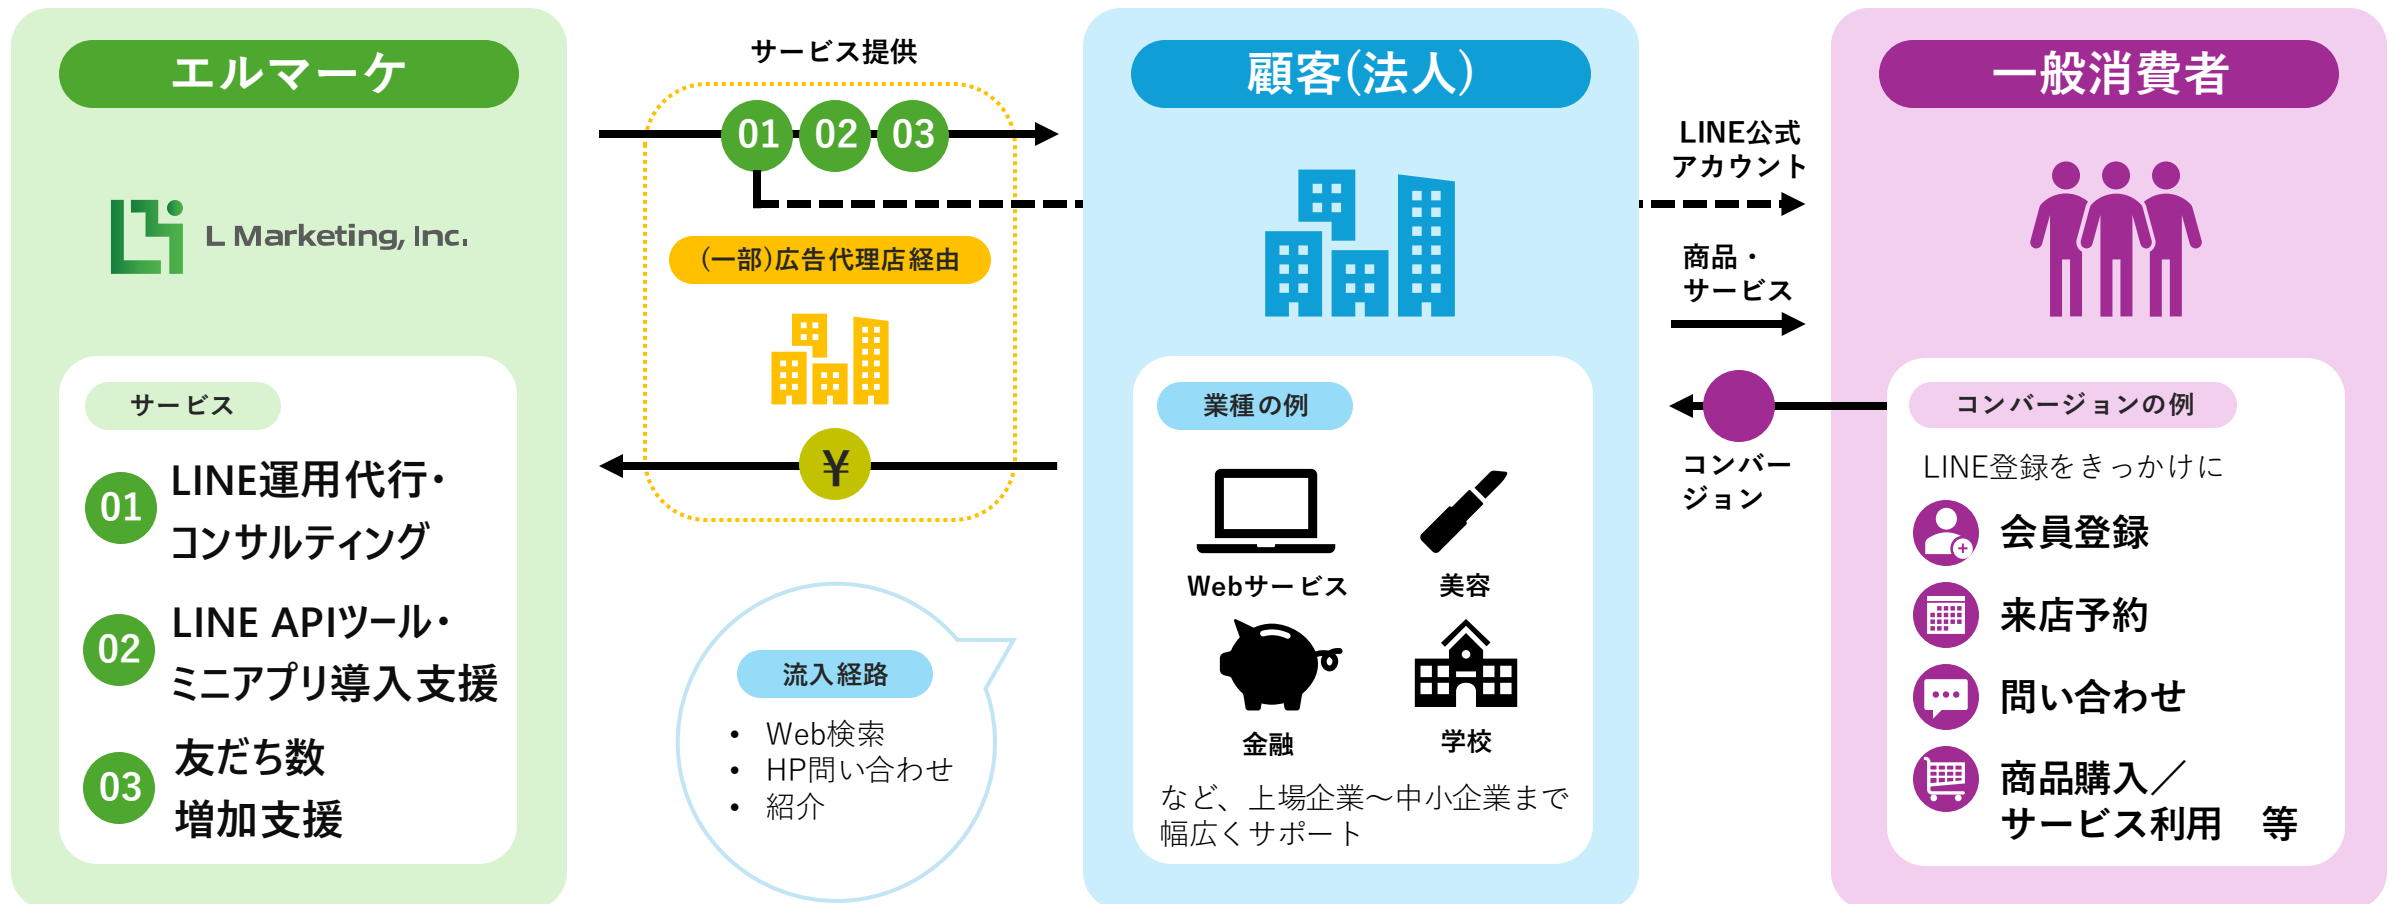 エルマーケ
L Marketing, Inc.
サービス
01
LINE運用代行・
コンサルティング
02
LINE APIツール・
ミニアプリ導入支援
03
友だち数
増加支援
サービス提供
01 02 03
(一部)広告代理店経由
¥
流入経路
• Web検索
• HP問い合わせ
• 紹介
顧客(法人)
業種の例
Webサービス
美容
金融
学校
など、上場企業～中小企業まで
幅広くサポート
LINE公式
アカウント
商品・
サービス
コンバー
ジョン
一般消費者
コンバージョンの例
LINE登録をきっかけに
会員登録
来店予約
問い合わせ
商品購入／
サービス利用　等